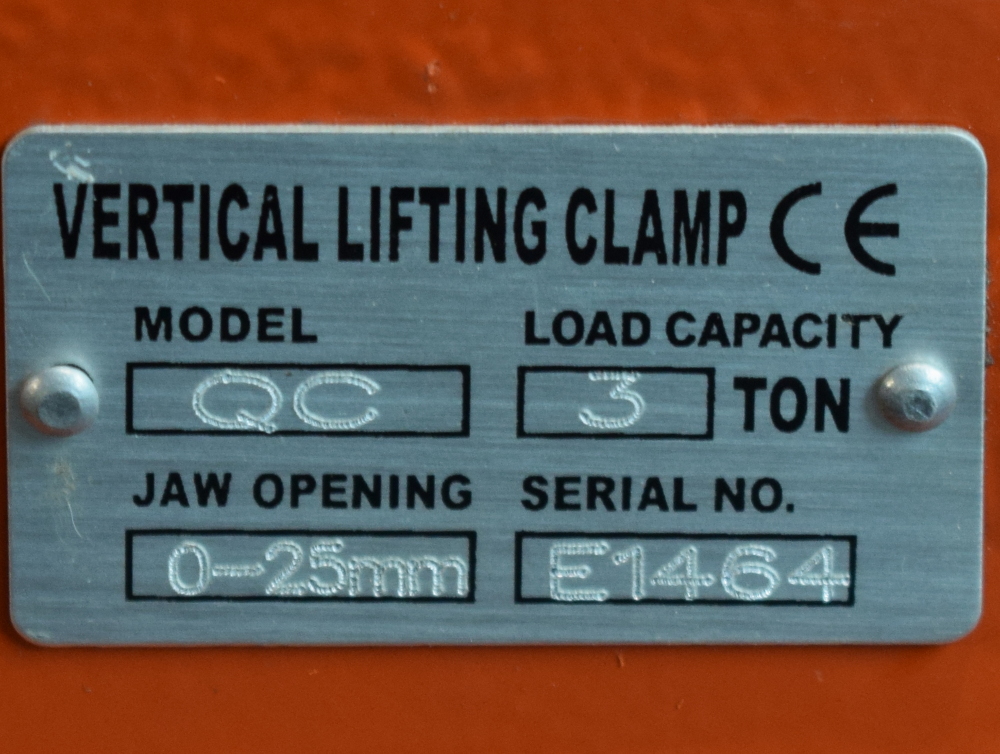 VERTICAL LIFTING CLAMP CE
MODEL LOAD CAPACITY
QC 3 TON
JAW OPENING SERIAL NO.
0-25mm E1464